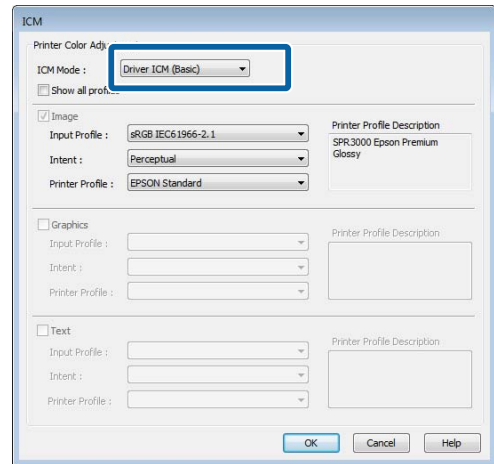 ICM
Printer Color Adju
ICM Mode :
Driver ICM (Basic)
Show all profiles
Image
Input Profile :
sRGB IEC61966-2.1
Intent :
Perceptual
Printer Profile :
EPSON Standard
Printer Profile Description
SPR3000 Epson Premium
Glossy
Graphics
Input Profile :
Intent :
Printer Profile :
Printer Profile Description
Text
Input Profile :
Intent :
Printer Profile :
Printer Profile Description
OK
Cancel
Help